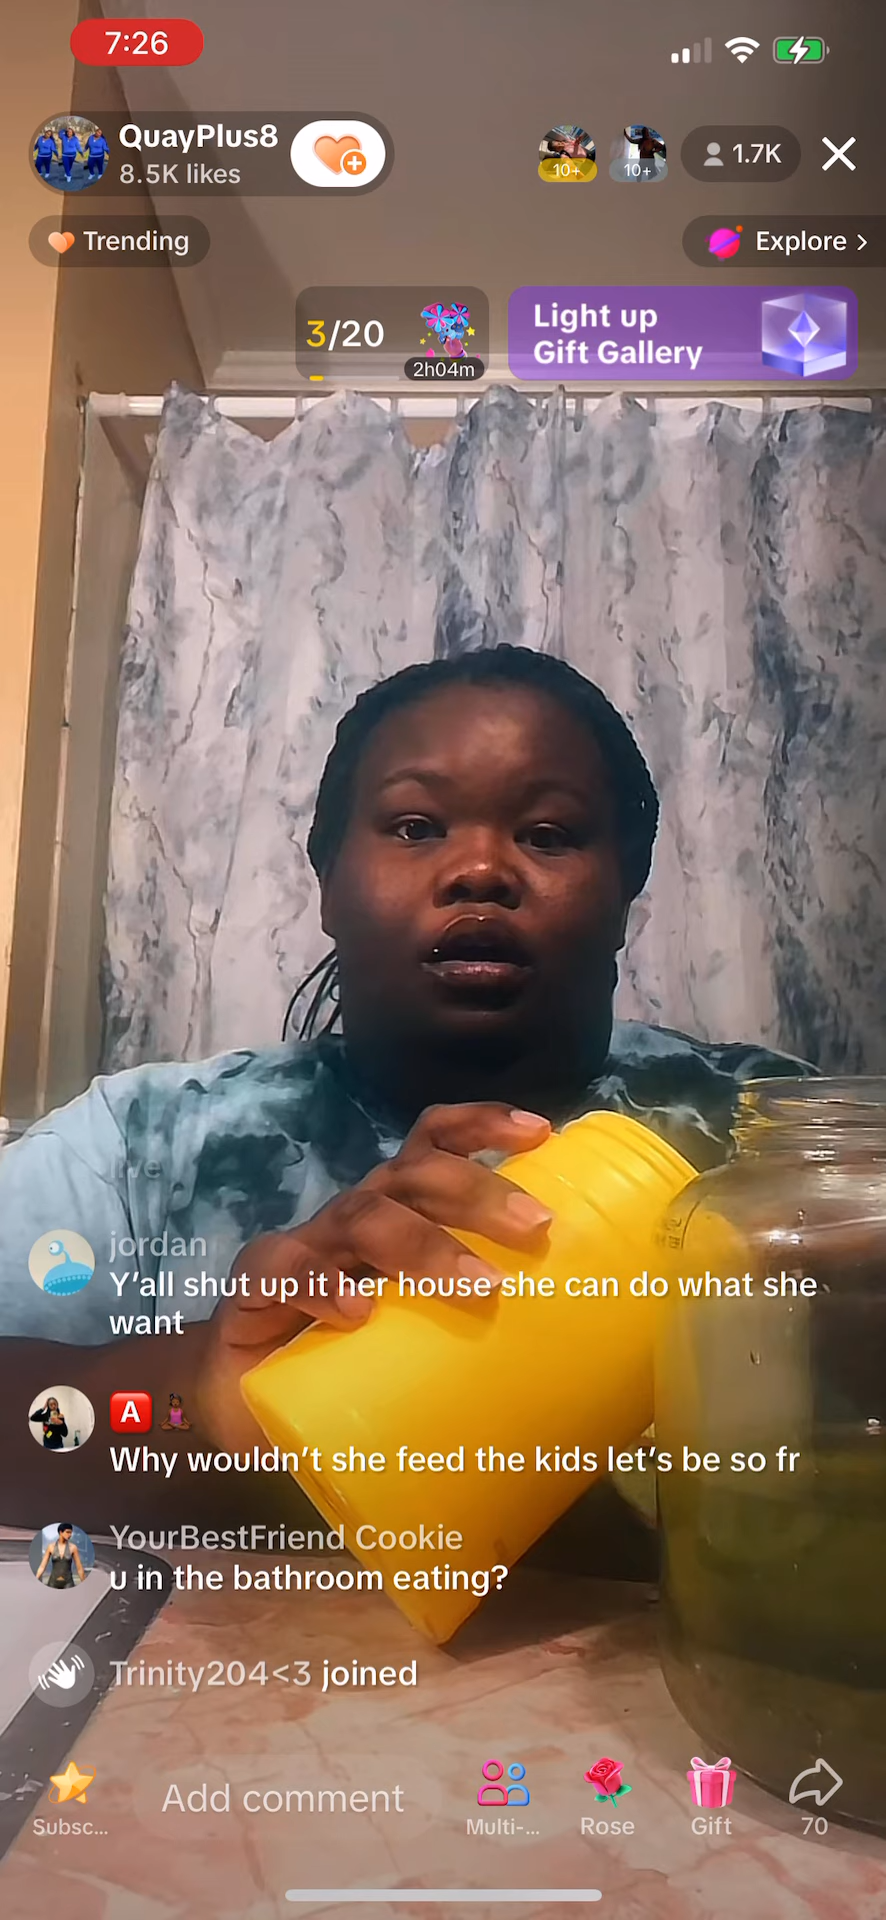 7:26
QuayPlus8
8.5K likes
10+
10+
1.7K
Trending
Explore >
3/20
2h04m
Light up
Gift Gallery
live
jordan
Y'all shut up it her house she can do what she
want
A
Why wouldn't she feed the kids let's be so fr
YourBestFriend Cookie
u in the bathroom eating?
Trinity204<3 joined
Subsc...
Add comment
Multi-...
Rose
Gift
70